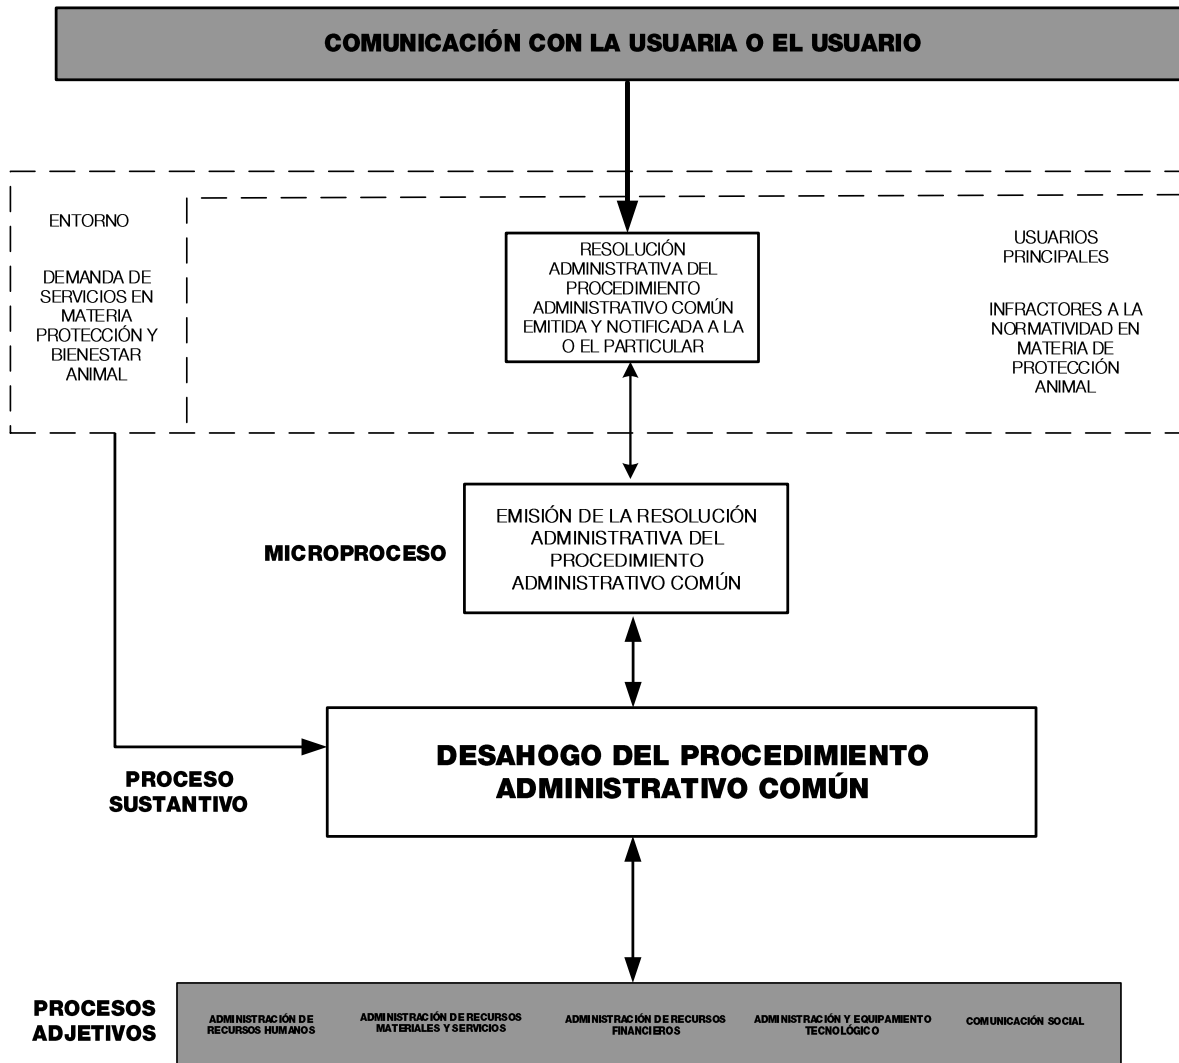 COMUNICACIÓN CON LA USUARIA O EL USUARIO
ENTORNO
DEMANDA DE
SERVICIOS EN
MATERIA
PROTECCIÓN Y
BIENESTAR
ANIMAL
RESOLUCIÓN
ADMINISTRATIVA DEL
PROCEDIMIENTO
ADMINISTRATIVO COMÚN
EMITIDA Y NOTIFICADA A LA
O EL PARTICULAR
USUARIOS
PRINCIPALES
INFRACTORES A LA
NORMATIVIDAD EN
MATERIA DE
PROTECCIÓN
ANIMAL
MICROPROCESO
EMISIÓN DE LA RESOLUCIÓN
ADMINISTRATIVA DEL
PROCEDIMIENTO
ADMINISTRATIVO COMÚN
PROCESO
SUSTANTIVO
DESAHOGO DEL PROCEDIMIENTO
ADMINISTRATIVO COMÚN
PROCESOS
ADJETIVOS
ADMINISTRACIÓN DE
RECURSOS HUMANOS
ADMINISTRACIÓN DE RECURSOS
MATERIALES Y SERVICIOS
ADMINISTRACIÓN DE RECURSOS
FINANCIEROS
ADMINISTRACIÓN Y EQUIPAMIENTO
TECNOLÓGICO
COMUNICACIÓN SOCIAL